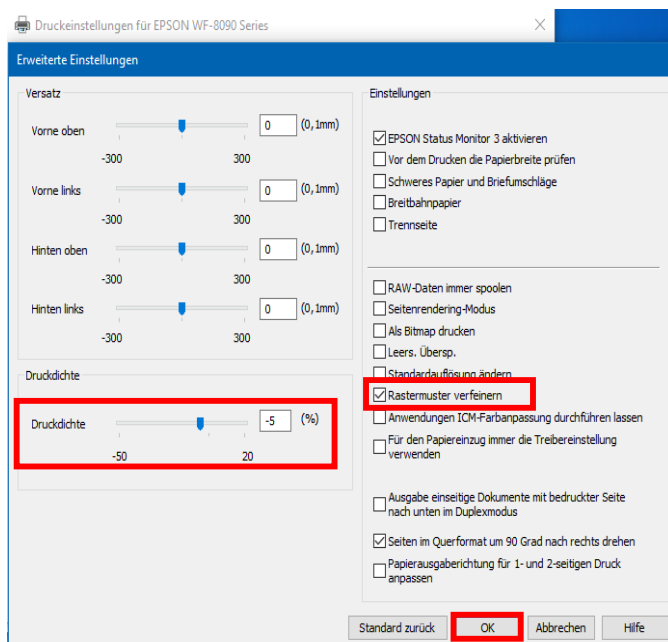 Druckeinstellungen für EPSON WF-8090 Series
Erweiterte Einstellungen
Versatz
Vorne oben
0 (0,1mm)
-300 300
Vorne links
0 (0,1mm)
-300 300
Hinten oben
0 (0,1mm)
-300 300
Hinten links
0 (0,1mm)
-300 300
Druckdichte
Druckdichte
-5 (%)
-50 20
Einstellungen
EPSON Status Monitor 3 aktivieren
Vor dem Drucken die Papierbreite prüfen
Schweres Papier und Briefumschläge
Breitbahnpapier
Trennseite
RAW-Daten immer spoolen
Seitenrendering-Modus
Als Bitmap drucken
Leers. Übersp.
Standardauflösung ändern
Rastermuster verfeinern
Anwendungen ICM-Farbanpassung durchführen lassen
Für den Papiereinzug immer die Treibereinstellung
verwenden
Ausgabe einseitige Dokumente mit bedruckter Seite
nach unten im Duplexmodus
Seiten im Querformat um 90 Grad nach rechts drehen
Papierausgaberichtung für 1- und 2-seitigen Druck
anpassen
Standard zurück OK Abbrechen Hilfe